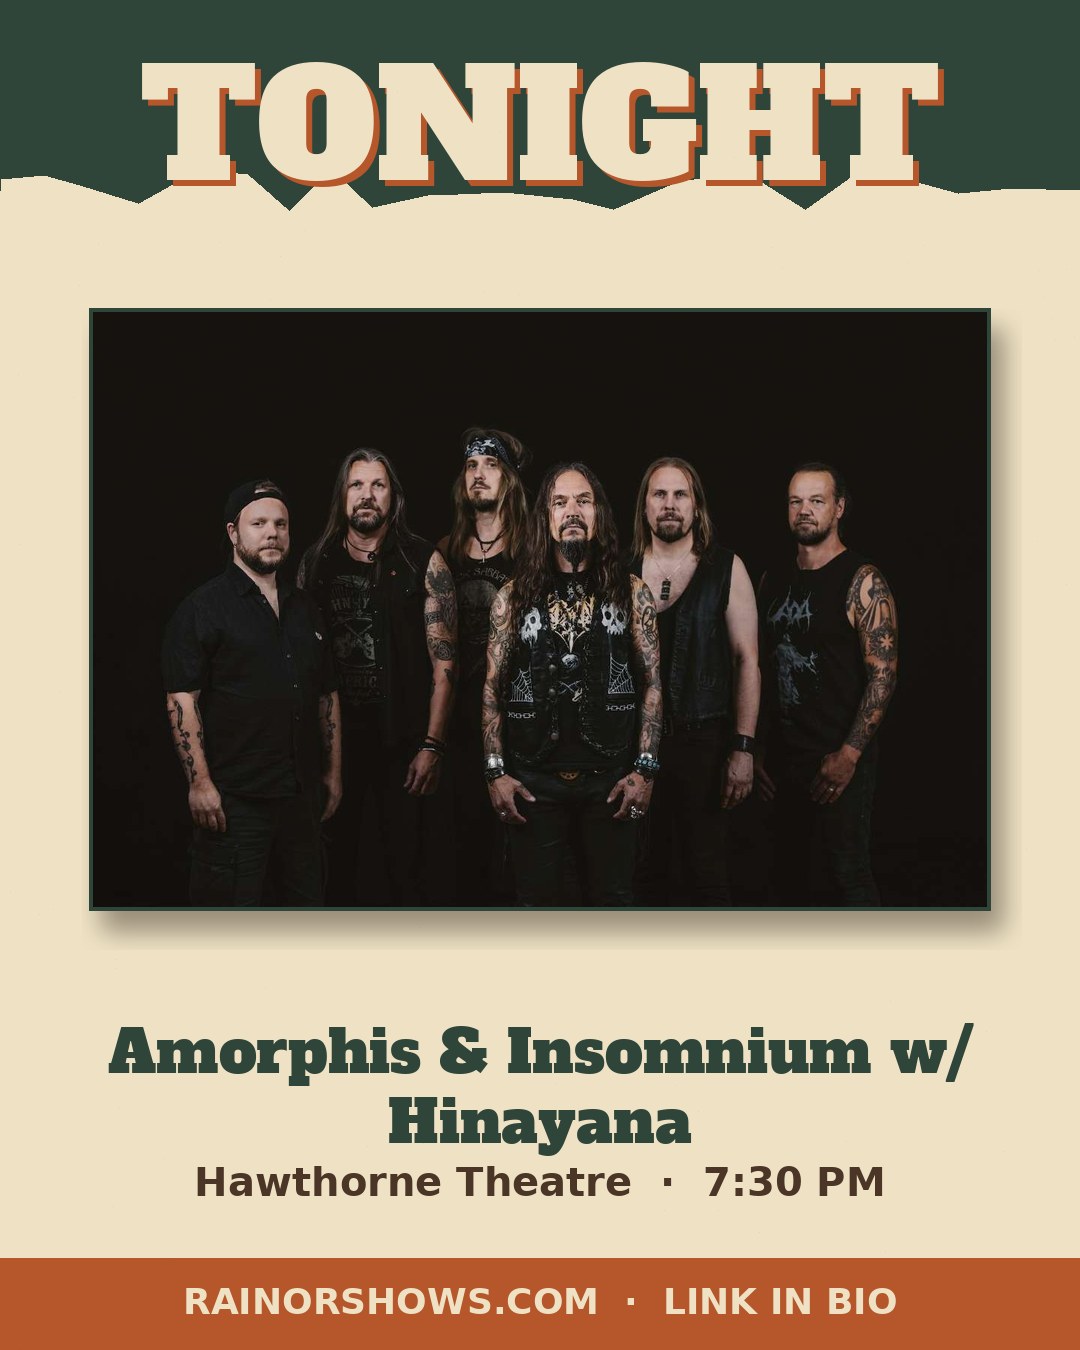 TONIGHT
Amorphis & Insomnium w/
Hinayana
Hawthorne Theatre · 7:30 PM
RAINORSHOWS.COM · LINK IN BIO